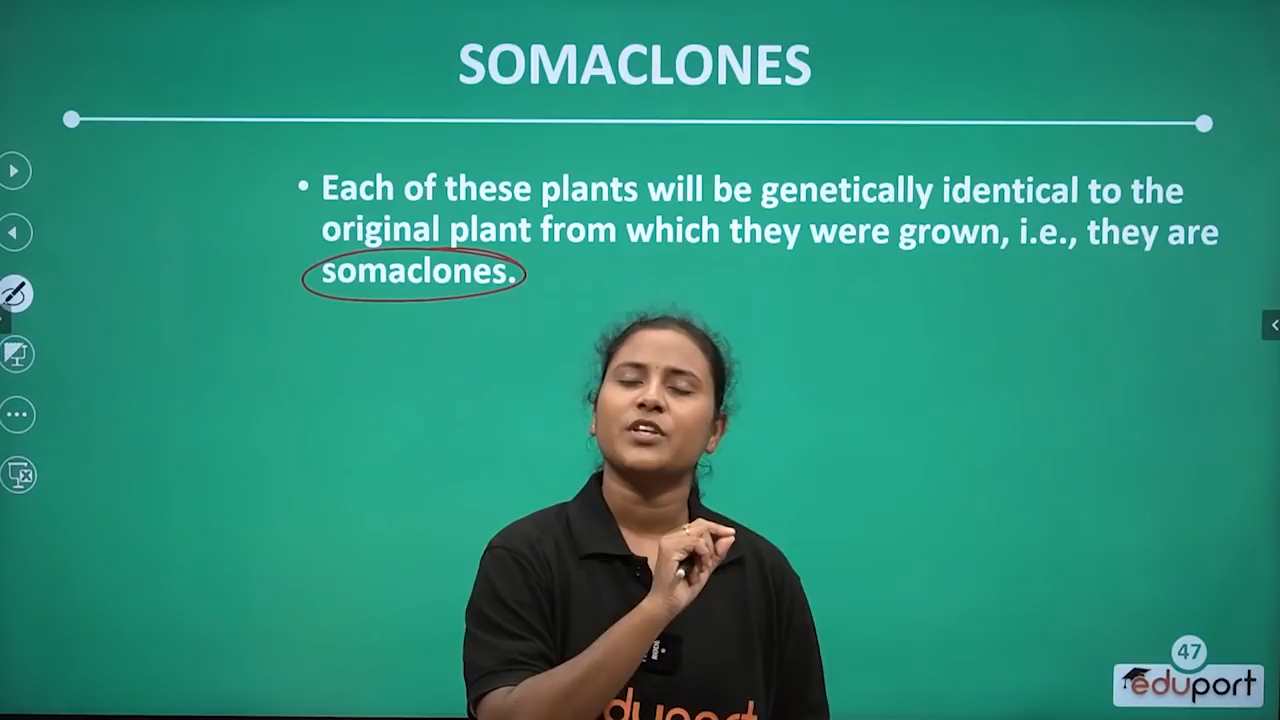 SOMACLONES
• Each of these plants will be genetically identical to the
original plant from which they were grown, i.e., they are
somaclones.
47
eduport
eduport